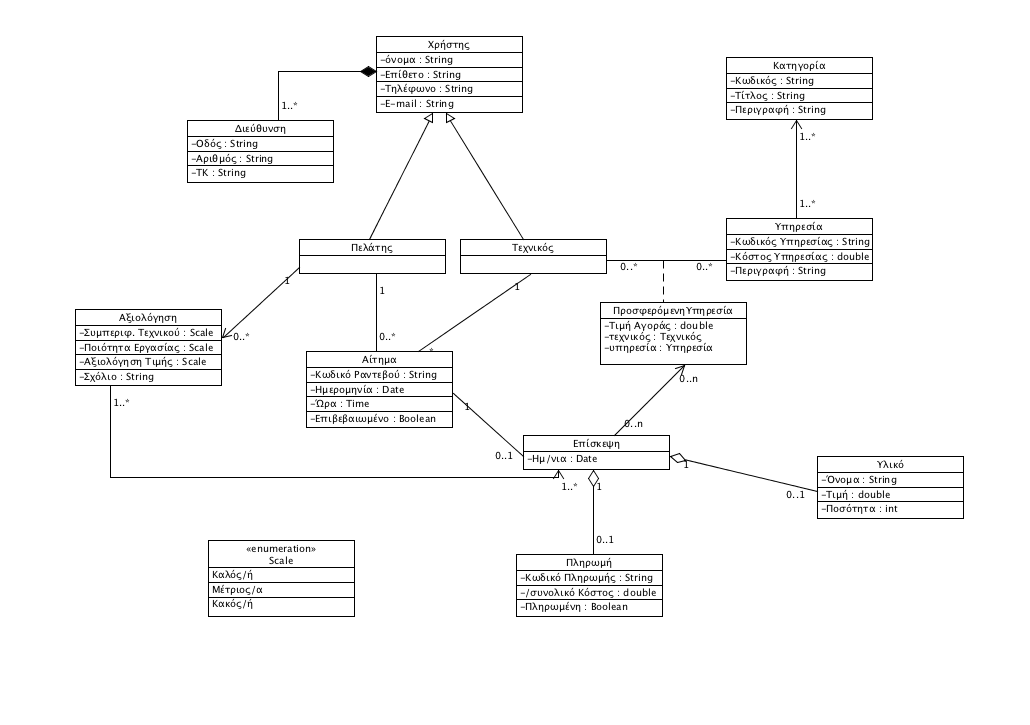 Χρήστης
-όνομα : String
-Επίθετο : String
-Τηλέφωνο : String
-E-mail : String
Κατηγορία
-Κωδικός : String
-Τίτλος : String
-Περιγραφή : String
1..*
Διεύθυνση
-Οδός : String
-Αριθμός : String
-ΤΚ : String
1..*
1..*
Υπηρεσία
-Κωδικός Υπηρεσίας : String
-Κόστος Υπηρεσίας : double
-Περιγραφή : String
Πελάτης
Τεχνικός
0..*
0..*
1
1
1
ΠροσφερόμενηΥπηρεσία
-Τιμή Αγοράς : double
-τεχνικός : Τεχνικός
-υπηρεσία : Υπηρεσία
Αξιολόγηση
-Συμπεριφ. Τεχνικού : Scale
-Ποιότητα Εργασίας : Scale
-Αξιολόγηση Τιμής : Scale
-Σχόλιο : String
0..*
0..*
*
Αίτημα
-Κωδικό Ραντεβού : String
-Ημερομηνία : Date
-Ώρα : Time
-Επιβεβαιωμένο : Boolean
0..n
1..*
1
0..n
Επίσκεψη
-Ημ/νια : Date
0..1
1
1..*
1
0..1
Υλικό
-Όνομα : String
-Τιμή : double
-Ποσότητα : int
0..1
«enumeration»
Scale
Καλός/ή
Μέτριος/α
Κακός/ή
Πληρωμή
-Κωδικό Πληρωμής : String
-/συνολικό Κόστος : double
-Πληρωμένη : Boolean